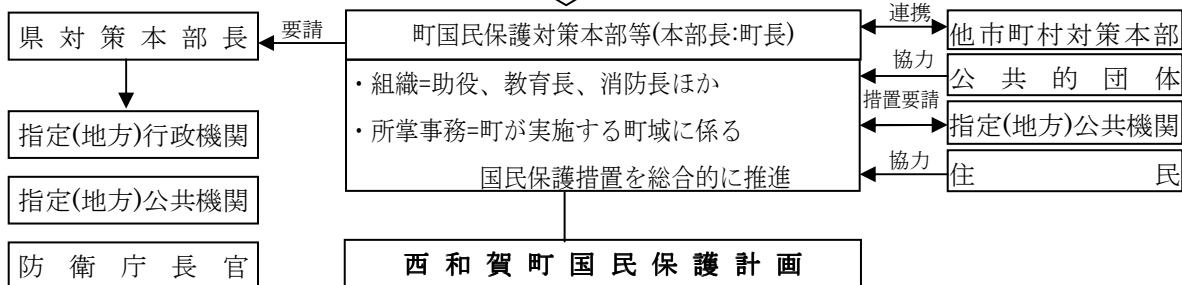 県対策本部長
要請
町国民保護対策本部等(本部長:町長)
連携
他市町村対策本部
・組織=助役、教育長、消防長ほか
協力
公共的団体
措置要請
指定(地方)行政機関
・所掌事務=町が実施する町域に係る
指定(地方)公共機関
国民保護措置を総合的に推進
協力
住民
指定(地方)公共機関
防衛庁長官
西和賀町国民保護計画